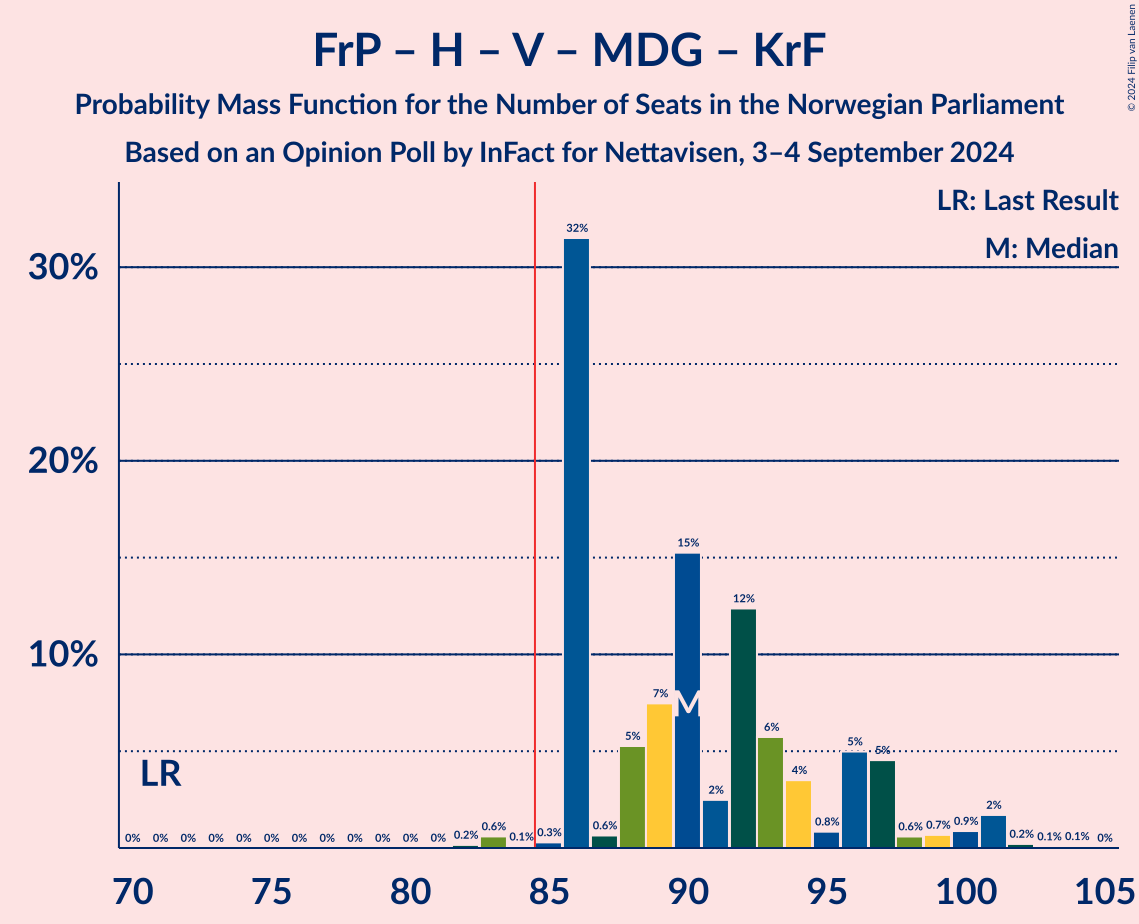 FrP – H – V – MDG – KrF
Probability Mass Function for the Number of Seats in the Norwegian Parliament
Based on an Opinion Poll by InFact for Nettavisen, 3–4 September 2024
© 2024 Filip van Laenen
LR: Last Result
M: Median
30%
20%
10%
LR
M
0% 0% 0% 0% 0% 0% 0% 0% 0% 0% 0% 0% 0.2% 0.6% 0.1% 0.3% 32% 0.6% 5% 7% 15% 2% 12% 6% 4% 0.8% 5% 5% 0.6% 0.7% 0.9% 2% 0.2% 0.1% 0.1% 0%
70 75 80 85 90 95 100 105